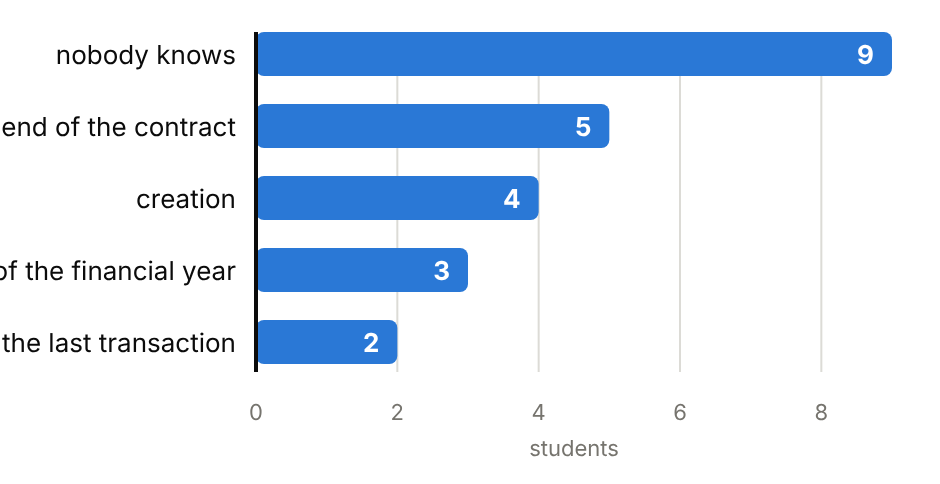 nobody knows 9
end of the contract 5
creation 4
of the financial year 3
the last transaction 2
0 2 4 6 8
students